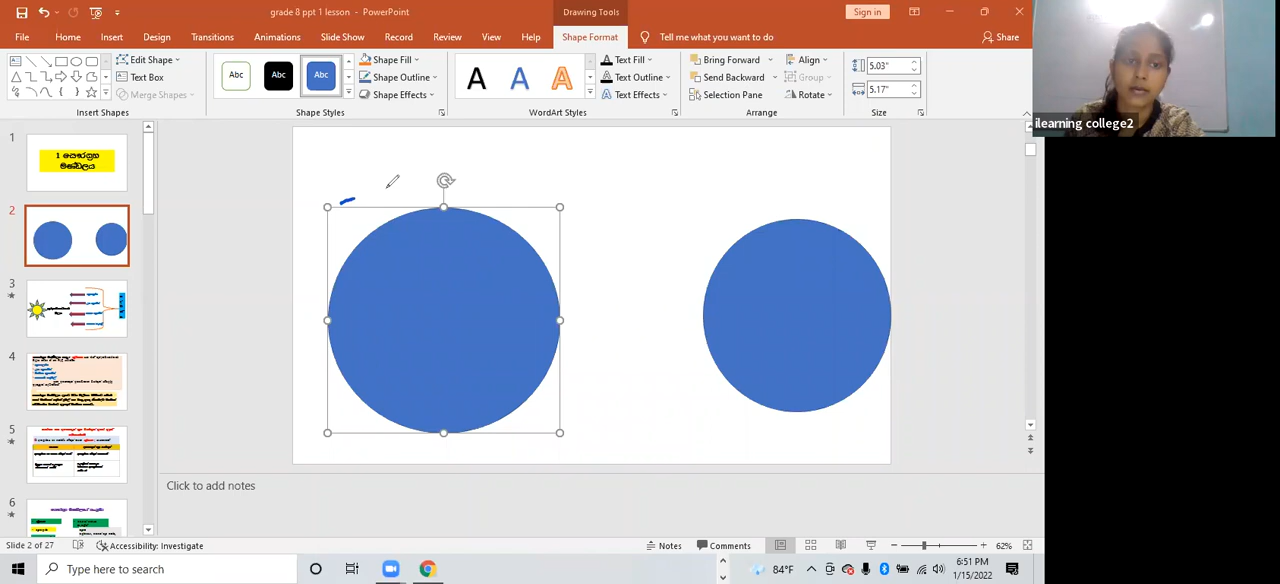 grade 8 ppt 1 lesson - PowerPoint
Drawing Tools
Sign in
File Home Insert Design Transitions Animations Slide Show Record Review View Help Shape Format Tell me what you want to do Share
Edit Shape
Text Box
Merge Shapes
Insert Shapes
Abc Abc Abc
Shape Fill
Shape Outline
Shape Effects
Shape Styles
A A A
Text Fill
Text Outline
Text Effects
WordArt Styles
Bring Forward
Send Backward
Selection Pane
Align
Group
Rotate
Arrange
5.03"
5.17"
Size
ilearning college2
1
1 සෞරග්‍රහ
මණ්ඩලය
2
3
4
5
6
Click to add notes
Slide 2 of 27 Accessibility: Investigate Notes Comments 62%
Type here to search 84°F 6:51 PM
1/15/2022